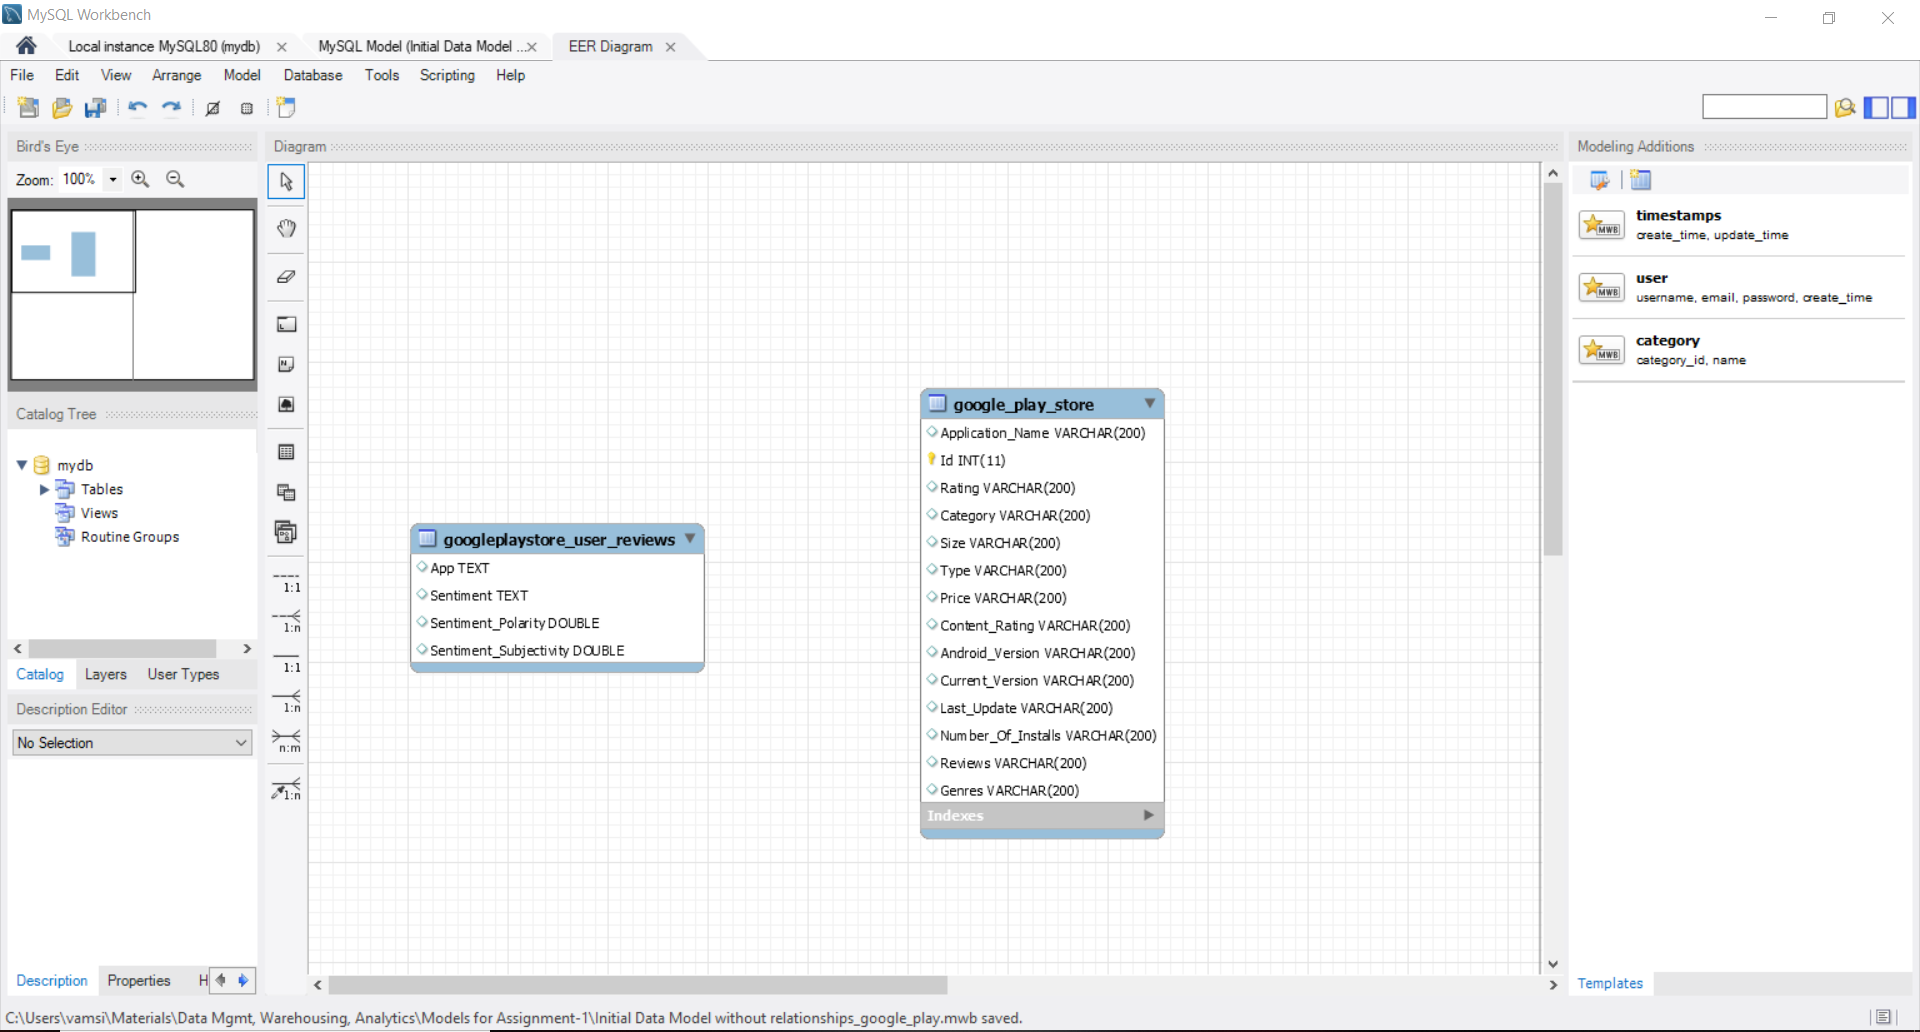 MySQL Workbench
Local instance MySQL80 (mydb)
MySQL Model (Initial Data Model ...
EER Diagram
File Edit View Arrange Model Database Tools Scripting Help
Bird's Eye
Zoom: 100%
Catalog Tree
mydb
Tables
Views
Routine Groups
Catalog Layers User Types
Description Editor
No Selection
Description Properties H
Diagram
1:1
1:n
1:1
1:n
n:m
1:n
googleplaystore_user_reviews
App TEXT
Sentiment TEXT
Sentiment_Polarity DOUBLE
Sentiment_Subjectivity DOUBLE
google_play_store
Application_Name VARCHAR(200)
Id INT(11)
Rating VARCHAR(200)
Category VARCHAR(200)
Size VARCHAR(200)
Type VARCHAR(200)
Price VARCHAR(200)
Content_Rating VARCHAR(200)
Android_Version VARCHAR(200)
Current_Version VARCHAR(200)
Last_Update VARCHAR(200)
Number_Of_Installs VARCHAR(200)
Reviews VARCHAR(200)
Genres VARCHAR(200)
Indexes
Modeling Additions
MWB
timestamps
create_time, update_time
MWB
user
username, email, password, create_time
MWB
category
category_id, name
Templates
C:\Users\vamsi\Materials\Data Mgmt, Warehousing, Analytics\Models for Assignment-1\Initial Data Model without relationships_google_play.mwb saved.